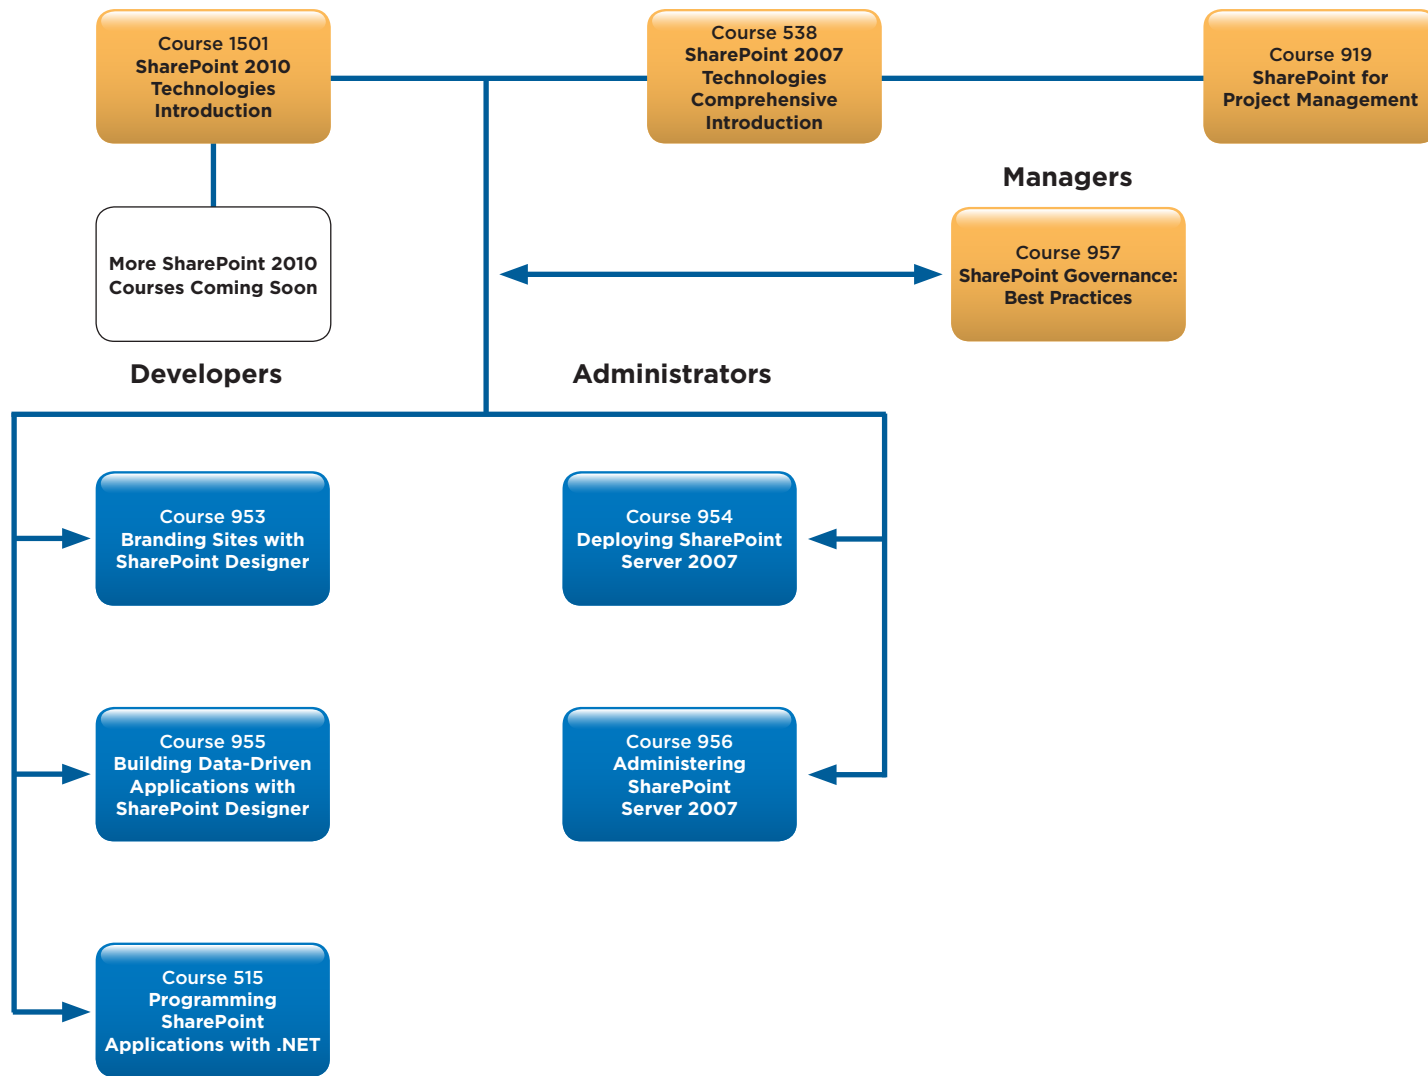 Course 1501
SharePoint 2010
Technologies
Introduction
Course 538
SharePoint 2007
Technologies
Comprehensive
Introduction
Course 919
SharePoint for
Project Management
More SharePoint 2010
Courses Coming Soon
Managers
Course 957
SharePoint Governance:
Best Practices
Developers
Administrators
Course 953
Branding Sites with
SharePoint Designer
Course 954
Deploying SharePoint
Server 2007
Course 955
Building Data-Driven
Applications with
SharePoint Designer
Course 956
Administering
SharePoint
Server 2007
Course 515
Programming
SharePoint
Applications with .NET